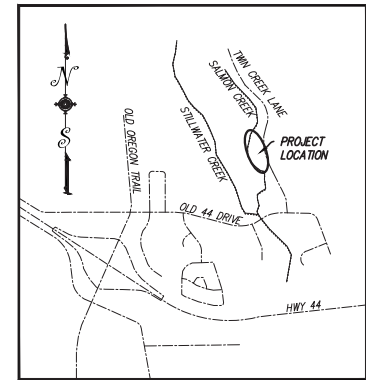 N
S
TWIN CREEK LANE
SALMON CREEK
STILLWATER CREEK
OLD OREGON TRAIL
PROJECT
LOCATION
OLD 44 DRIVE
HWY 44